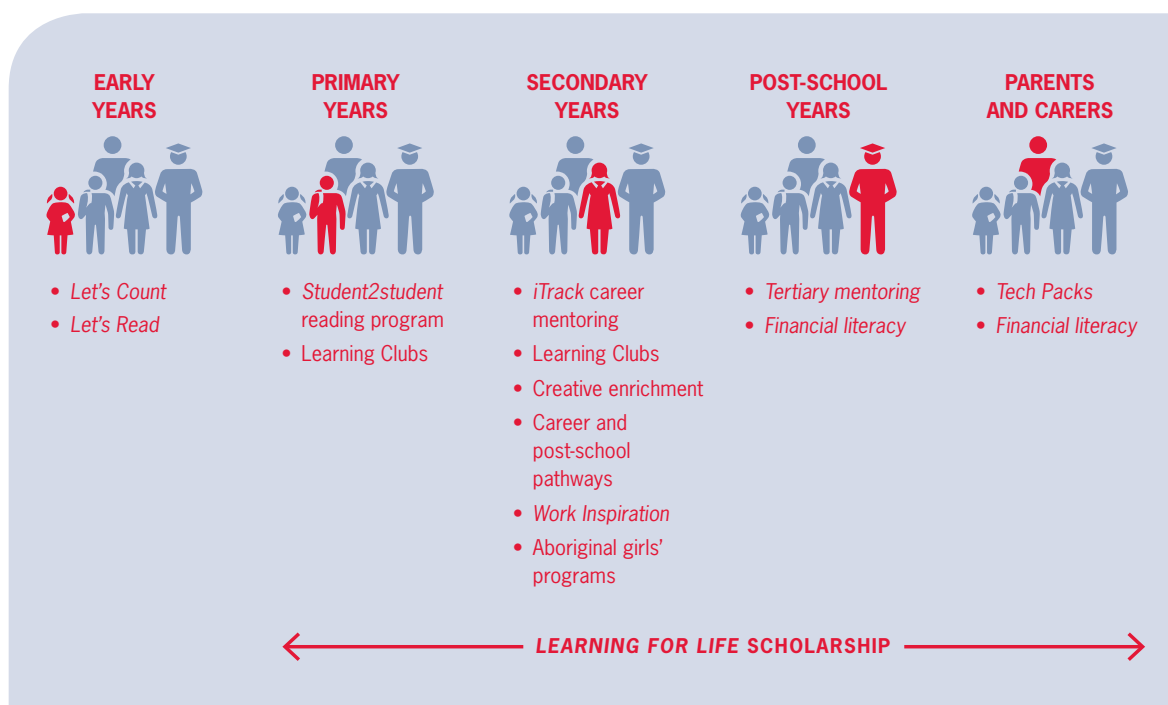 EARLY
YEARS
• Let's Count
• Let's Read
PRIMARY
YEARS
• Student2student
reading program
• Learning Clubs
SECONDARY
YEARS
• iTrack career
mentoring
• Learning Clubs
• Creative enrichment
• Career and
post-school
pathways
• Work Inspiration
• Aboriginal girls'
programs
POST-SCHOOL
YEARS
• Tertiary mentoring
• Financial literacy
PARENTS
AND CARERS
• Tech Packs
• Financial literacy
LEARNING FOR LIFE SCHOLARSHIP